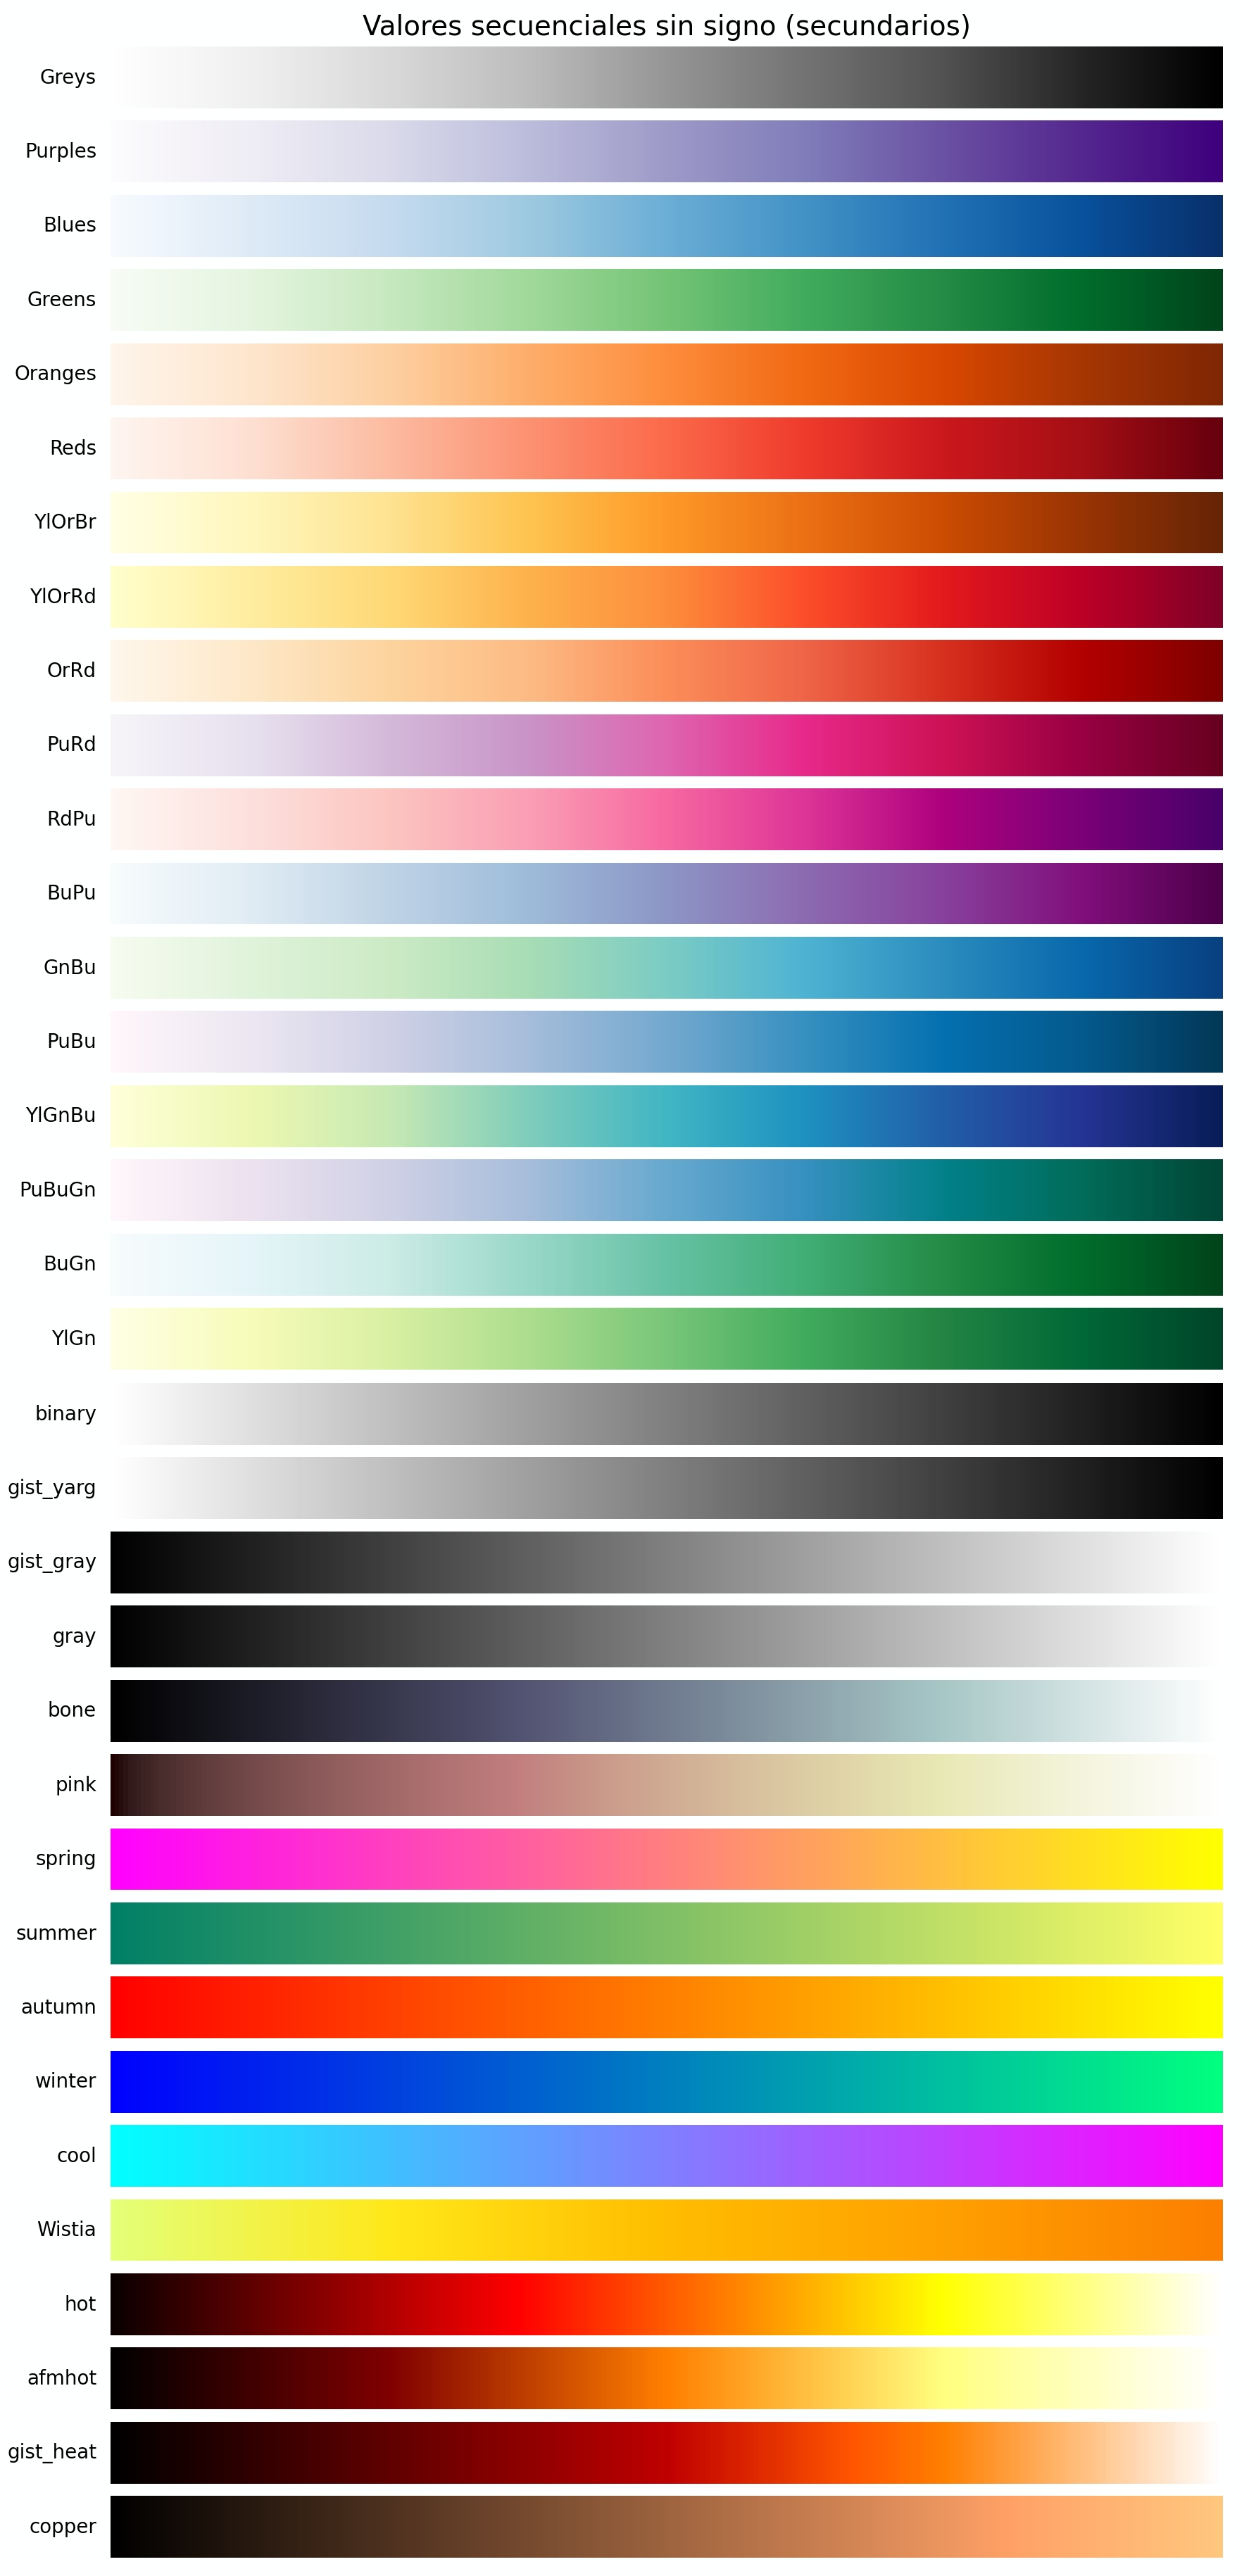 Valores secuenciales sin signo (secundarios)
Greys
Purples
Blues
Greens
Oranges
Reds
YlOrBr
YlOrRd
OrRd
PuRd
RdPu
BuPu
GnBu
PuBu
YlGnBu
PuBuGn
BuGn
YlGn
binary
gist_yarg
gist_gray
gray
bone
pink
spring
summer
autumn
winter
cool
Wistia
hot
afmhot
gist_heat
copper